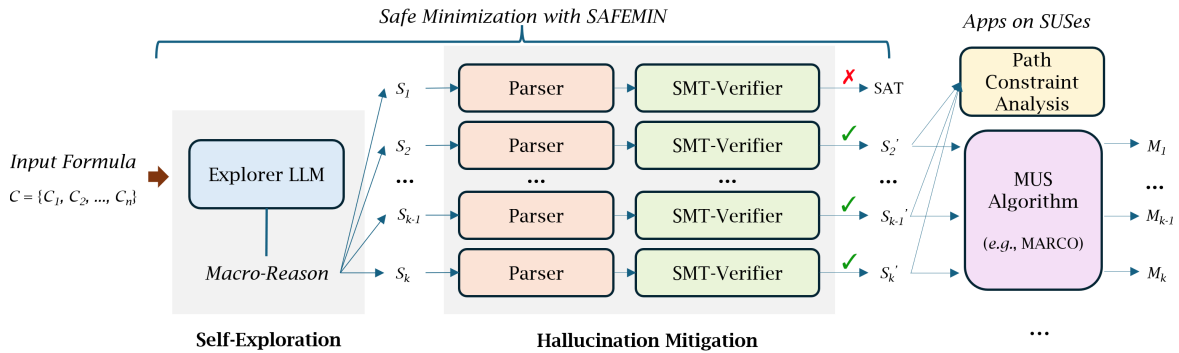 Safe Minimization with SAFEMIN
Apps on SUSes
Input Formula
C = {C1, C2, ..., Cn}
Explorer LLM
Macro-Reason
Self-Exploration
S1
Parser
SMT-Verifier
✗
SAT
S2
Parser
SMT-Verifier
✓
S2'
...
...
...
...
Sk-1
Parser
SMT-Verifier
✓
Sk-1'
Sk
Parser
SMT-Verifier
✓
Sk'
Hallucination Mitigation
Path
Constraint
Analysis
MUS
Algorithm
(e.g., MARCO)
M1
...
Mk-1
Mk
...